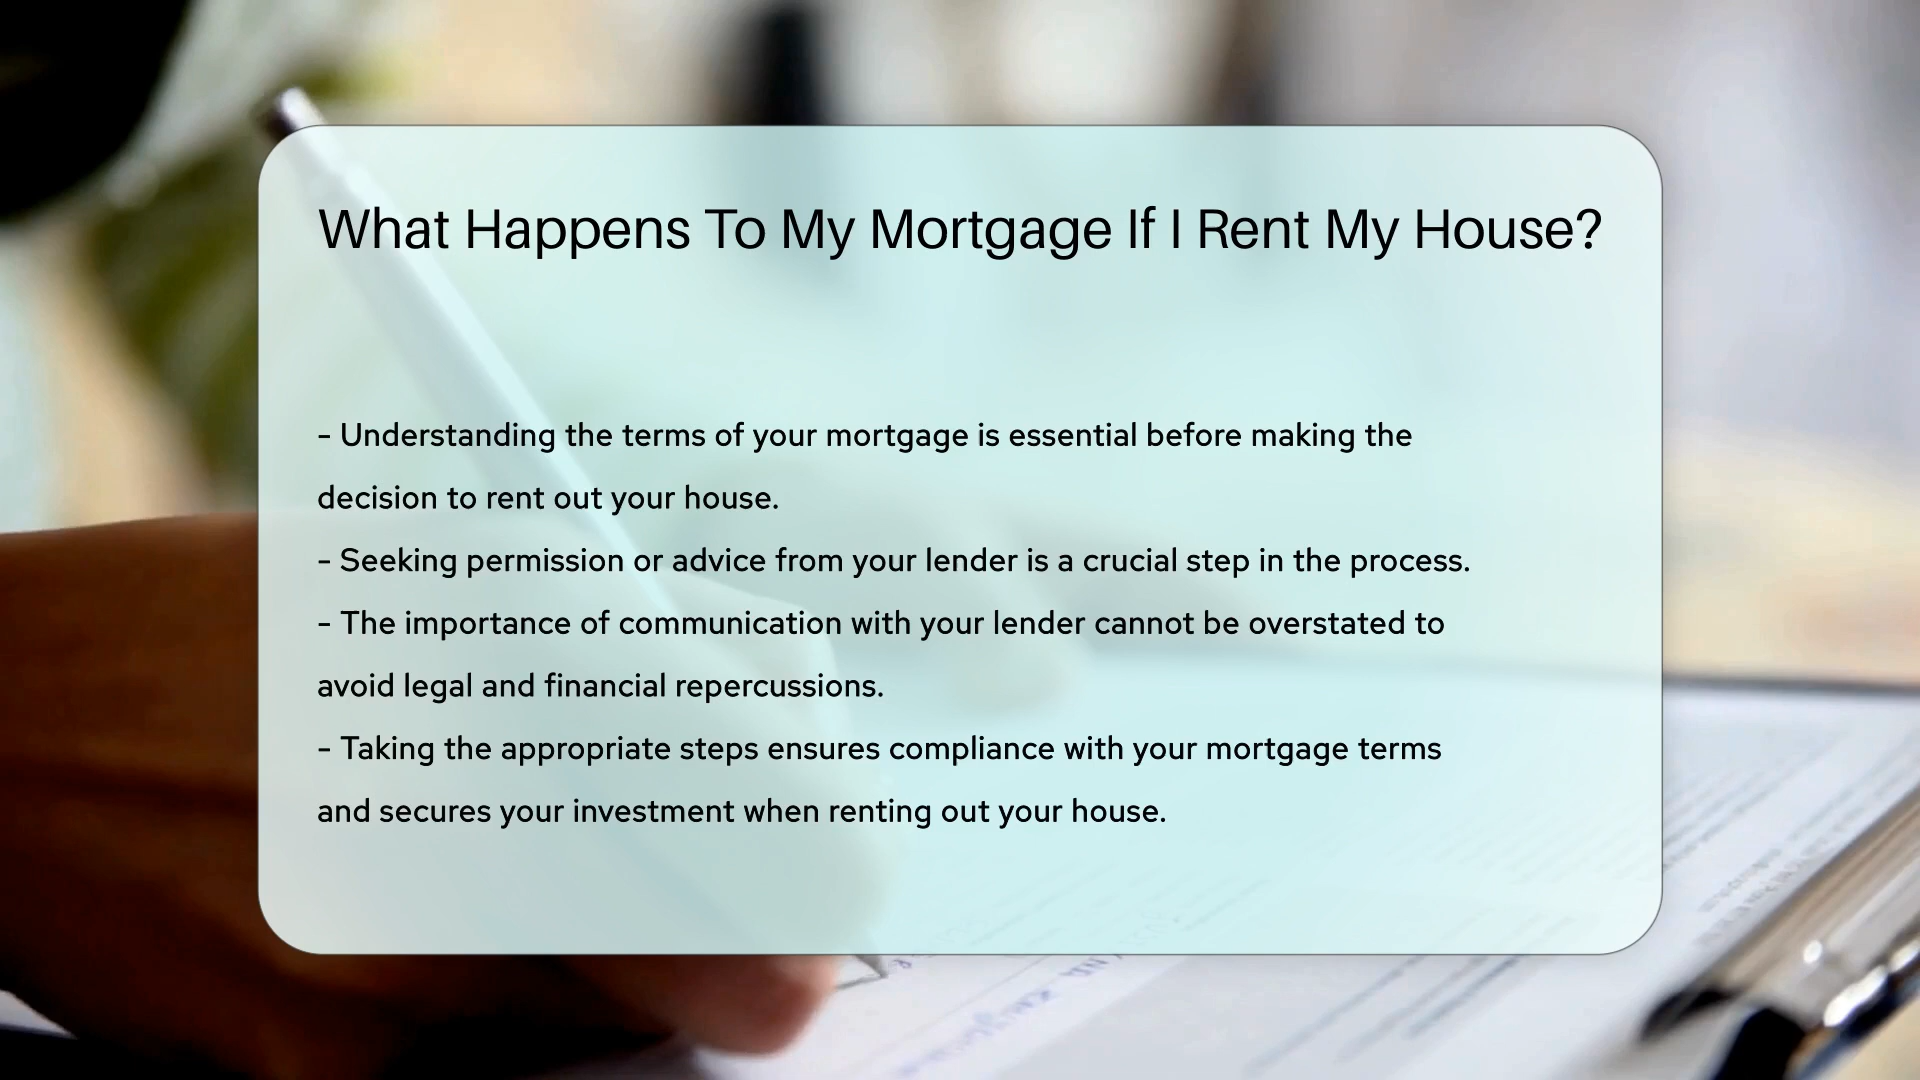 What Happens To My Mortgage If I Rent My House?
- Understanding the terms of your mortgage is essential before making the
decision to rent out your house.
- Seeking permission or advice from your lender is a crucial step in the process.
- The importance of communication with your lender cannot be overstated to
avoid legal and financial repercussions.
- Taking the appropriate steps ensures compliance with your mortgage terms
and secures your investment when renting out your house.